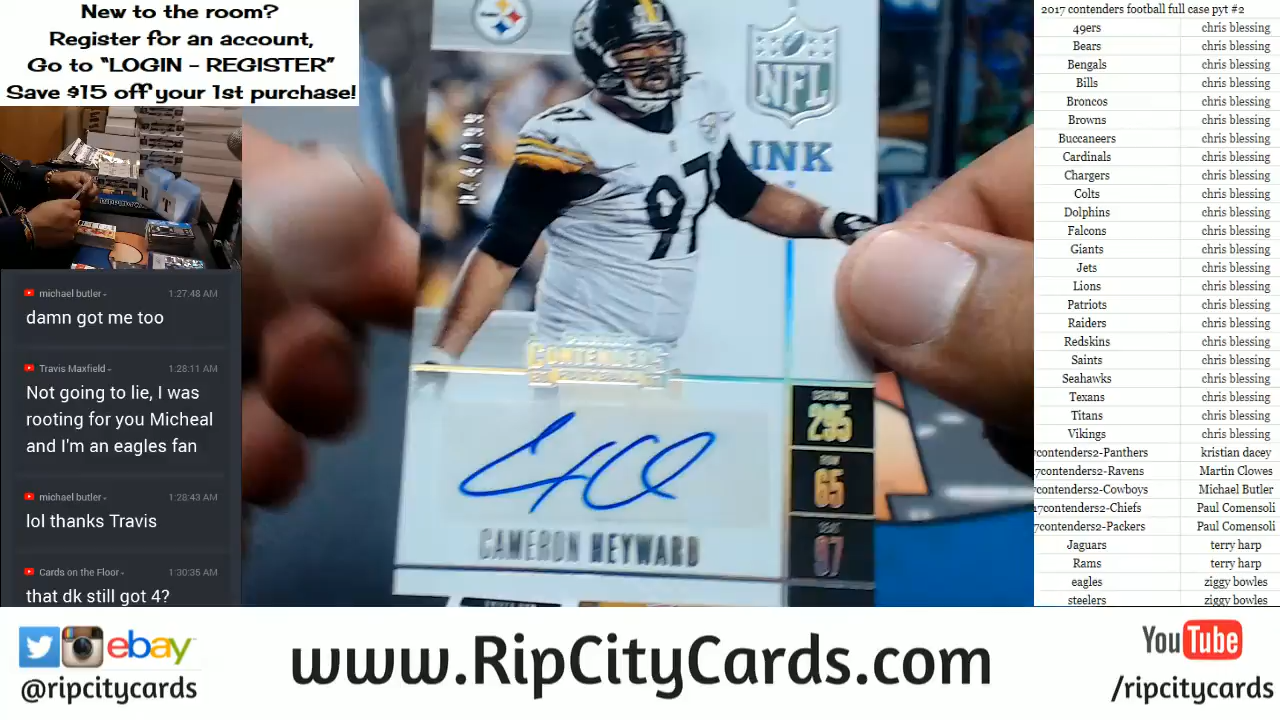 New to the room?
Register for an account,
Go to "LOGIN - REGISTER"
Save $15 off your 1st purchase!
michael butler
1:27:48 AM
damn got me too
Travis Maxfield
1:28:11 AM
Not going to lie, I was
rooting for you Micheal
and I'm an eagles fan
michael butler
1:28:43 AM
lol thanks Travis
Cards on the Floor
1:30:35 AM
that dk still got 4?
Steelers
NFL
INK
97
97
CONTENDERS
SECTION
295
ROW
65
SEAT
97
CAMERON HEYWARD
2017 contenders football full case pyt #2
49ers chris blessing
Bears chris blessing
Bengals chris blessing
Bills chris blessing
Broncos chris blessing
Browns chris blessing
Buccaneers chris blessing
Cardinals chris blessing
Chargers chris blessing
Colts chris blessing
Dolphins chris blessing
Falcons chris blessing
Giants chris blessing
Jets chris blessing
Lions chris blessing
Patriots chris blessing
Raiders chris blessing
Redskins chris blessing
Saints chris blessing
Seahawks chris blessing
Texans chris blessing
Titans chris blessing
Vikings chris blessing
contenders2-Panthers kristian dacey
7contenders2-Ravens Martin Clowes
contenders2-Cowboys Michael Butler
17contenders2-Chiefs Paul Comensoli
7contenders2-Packers Paul Comensoli
Jaguars terry harp
Rams terry harp
eagles ziggy bowles
steelers ziggy bowles
ebay
@ripcitycards
www.RipCityCards.com
YouTube
/ripcitycards